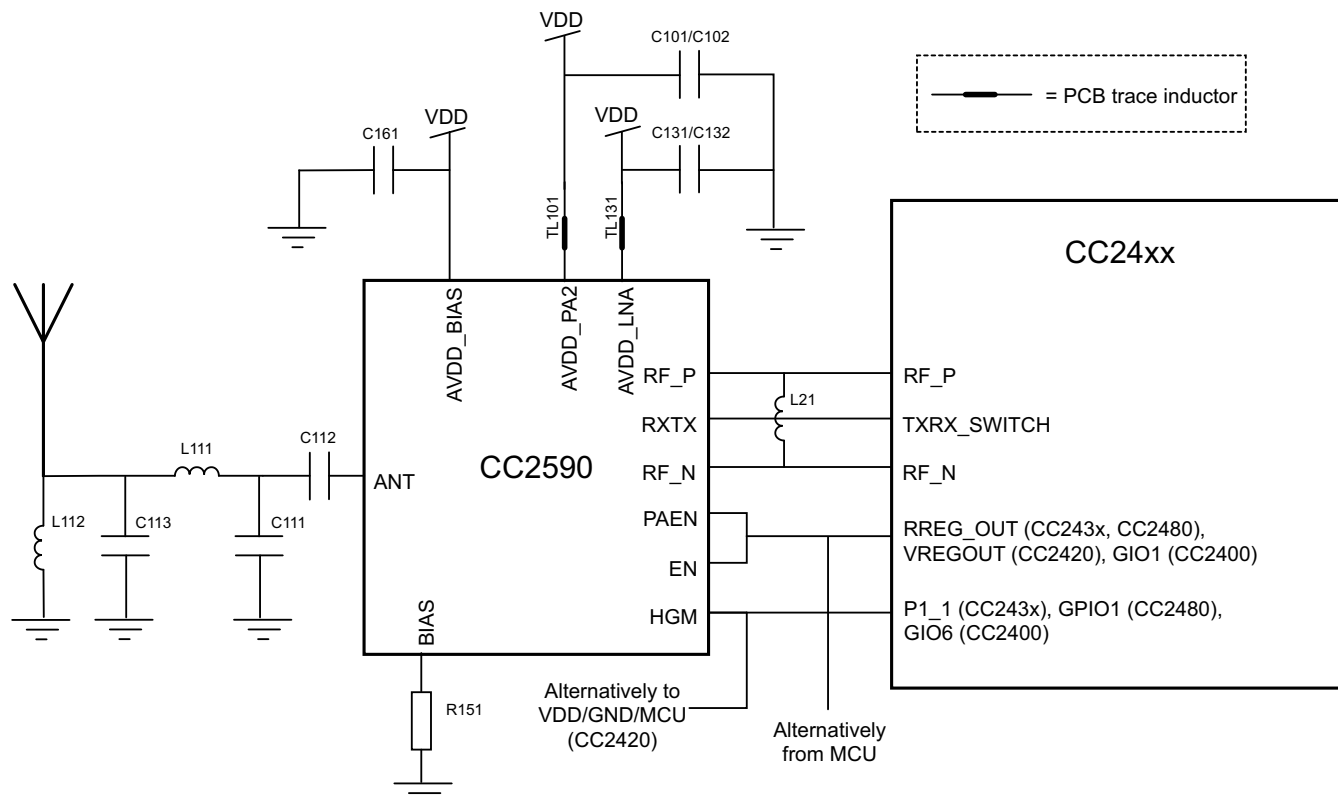 VDD
C101/C102
= PCB trace inductor
VDD
VDD
C161
C131/C132
TL101
TL131
CC24xx
AVDD_BIAS
AVDD_PA2
AVDD_LNA
RF_P
RF_P
L21
RXTX
TXRX_SWITCH
L111
C112
CC2590
RF_N
RF_N
ANT
L112
C113
C111
PAEN
RREG_OUT (CC243x, CC2480),
VREGOUT (CC2420), GIO1 (CC2400)
EN
HGM
P1_1 (CC243x), GPIO1 (CC2480),
GIO6 (CC2400)
BIAS
R151
Alternatively to
VDD/GND/MCU
(CC2420)
Alternatively
from MCU